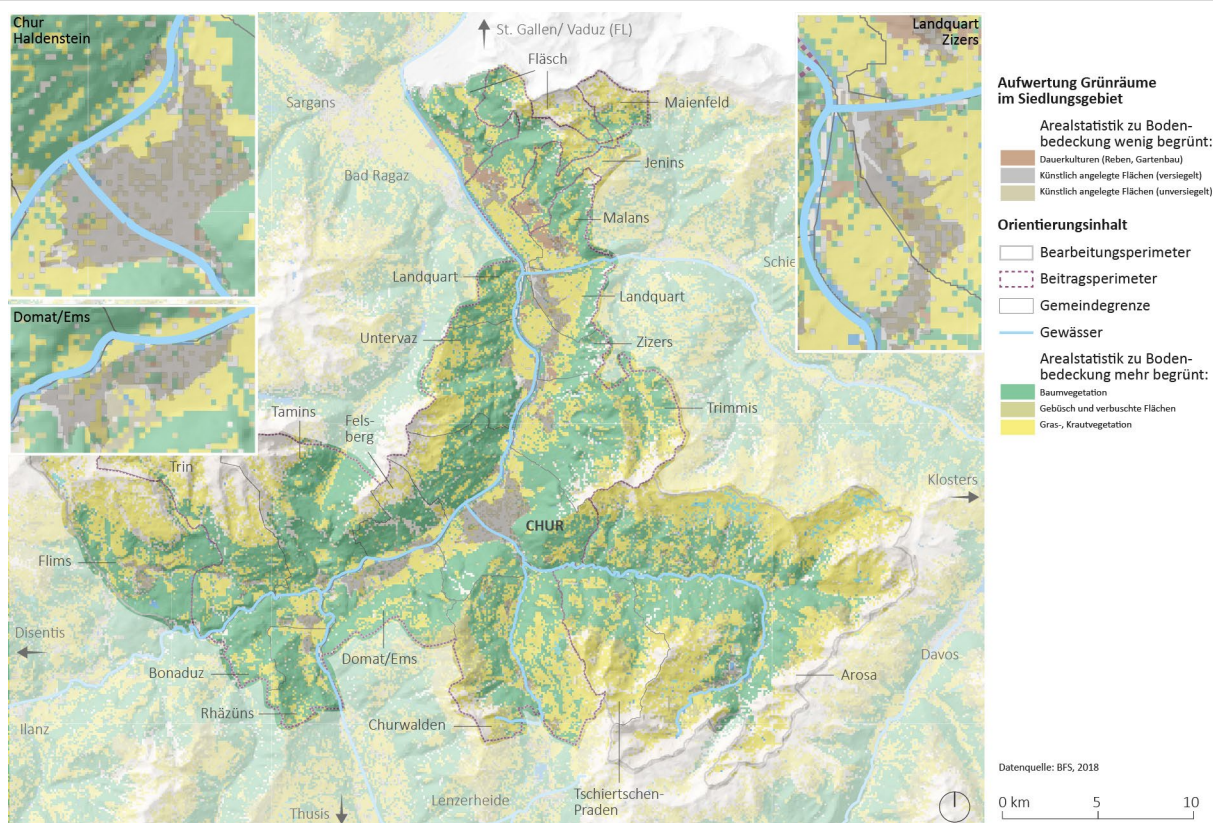 Chur
Haldenstein
Domat/Ems
Landquart
Zizers
St. Gallen/ Vaduz (FL)
Fläsch
Sargans
Maienfeld
Jenins
Bad Ragaz
Malans
Landquart
Schie
Landquart
Untervaz
Zizers
Tamins
Fels-
berg
Trimmis
Trin
Klosters
CHUR
Flims
Disentis
Domat/Ems
Davos
Bonaduz
Arosa
Rhäzüns
Churwalden
Ilanz
Tschiertschen-
Praden
Lenzerheide
Thusis
Aufwertung Grünräume
im Siedlungsgebiet
Arealstatistik zu Boden-
bedeckung wenig begrünt:
Dauerkulturen (Reben, Gartenbau)
Künstlich angelegte Flächen (versiegelt)
Künstlich angelegte Flächen (unversiegelt)
Orientierungsinhalt
Bearbeitungsperimeter
Beitragsperimeter
Gemeindegrenze
Gewässer
Arealstatistik zu Boden-
bedeckung mehr begrünt:
Baumvegetation
Gebüsch und verbuschte Flächen
Gras-, Krautvegetation
Datenquelle: BFS, 2018
0 km 5 10